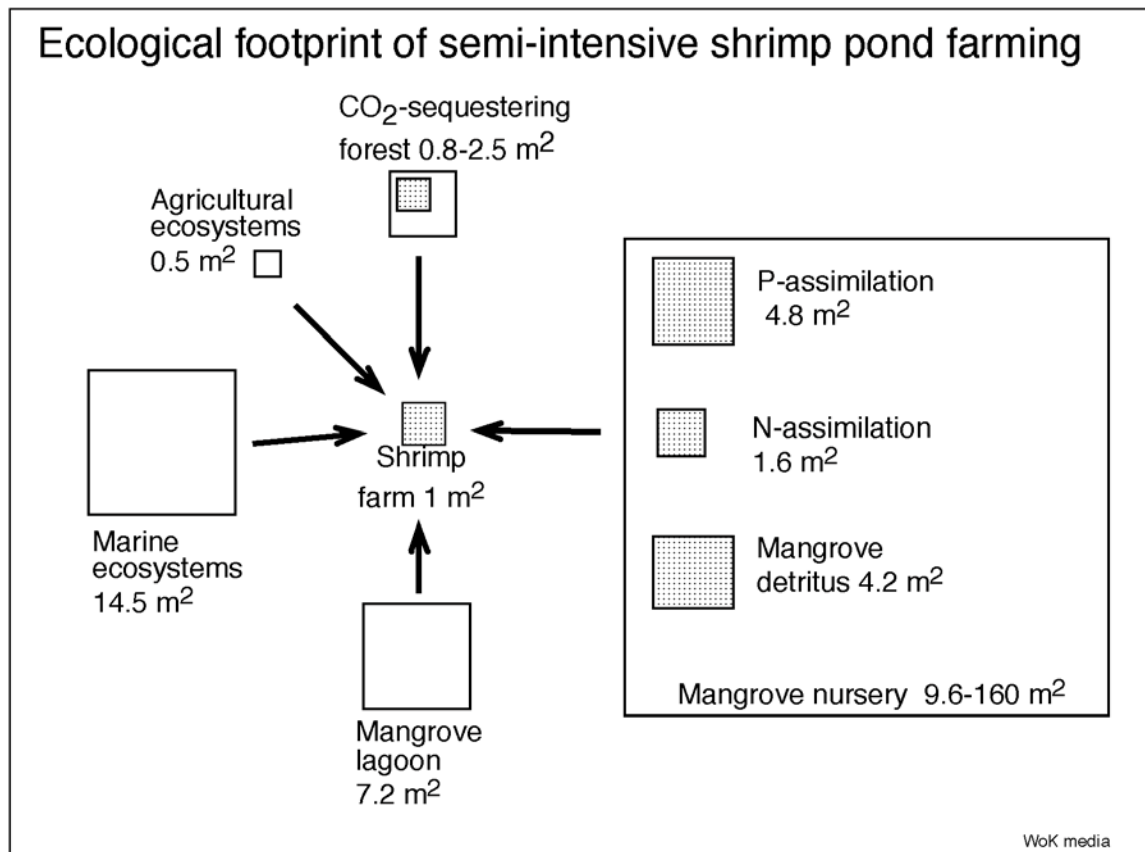 Ecological footprint of semi-intensive shrimp pond farming
CO₂-sequestering
forest 0.8-2.5 m²
Agricultural
ecosystems
0.5 m²
P-assimilation
4.8 m²
N-assimilation
1.6 m²
Shrimp
farm 1 m²
Marine
ecosystems
14.5 m²
Mangrove
detritus 4.2 m²
Mangrove nursery 9.6-160 m²
Mangrove
lagoon
7.2 m²
WoK media